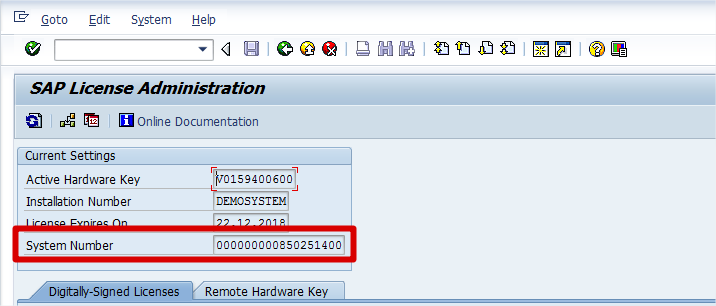 Goto Edit System Help
SAP License Administration
Online Documentation
Current Settings
Active Hardware Key V0159400600
Installation Number DEMOSYSTEM
License Expires On 22.12.2018
System Number 000000000850251400
Digitally-Signed Licenses Remote Hardware Key